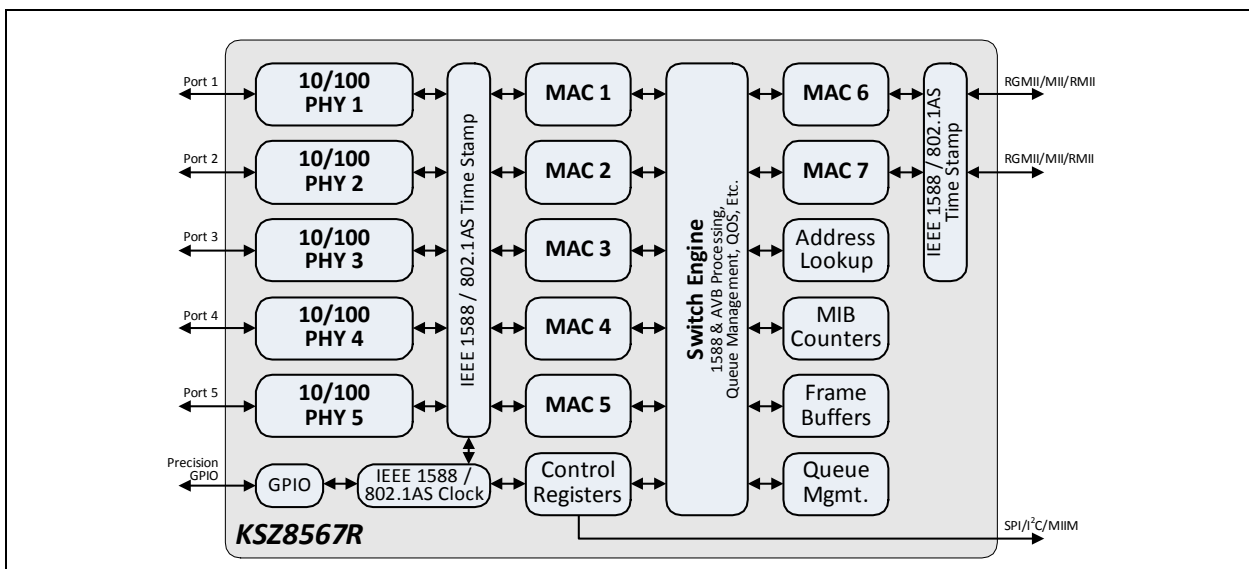 Port 1
10/100
PHY 1
MAC 1
MAC 6
RGMII/MII/RMII
Port 2
10/100
PHY 2
MAC 2
MAC 7
RGMII/MII/RMII
Port 3
10/100
PHY 3
MAC 3
Address
Lookup
Port 4
10/100
PHY 4
MAC 4
MIB
Counters
Port 5
10/100
PHY 5
MAC 5
Frame
Buffers
IEEE 1588 / 802.1AS Time Stamp
Switch Engine
1588 & AVB Processing,
Queue Management, QOS, Etc.
IEEE 1588 / 802.1AS
Time Stamp
Precision
GPIO
GPIO
IEEE 1588 /
802.1AS Clock
Control
Registers
Queue
Mgmt.
KSZ8567R
SPI/I²C/MIIM